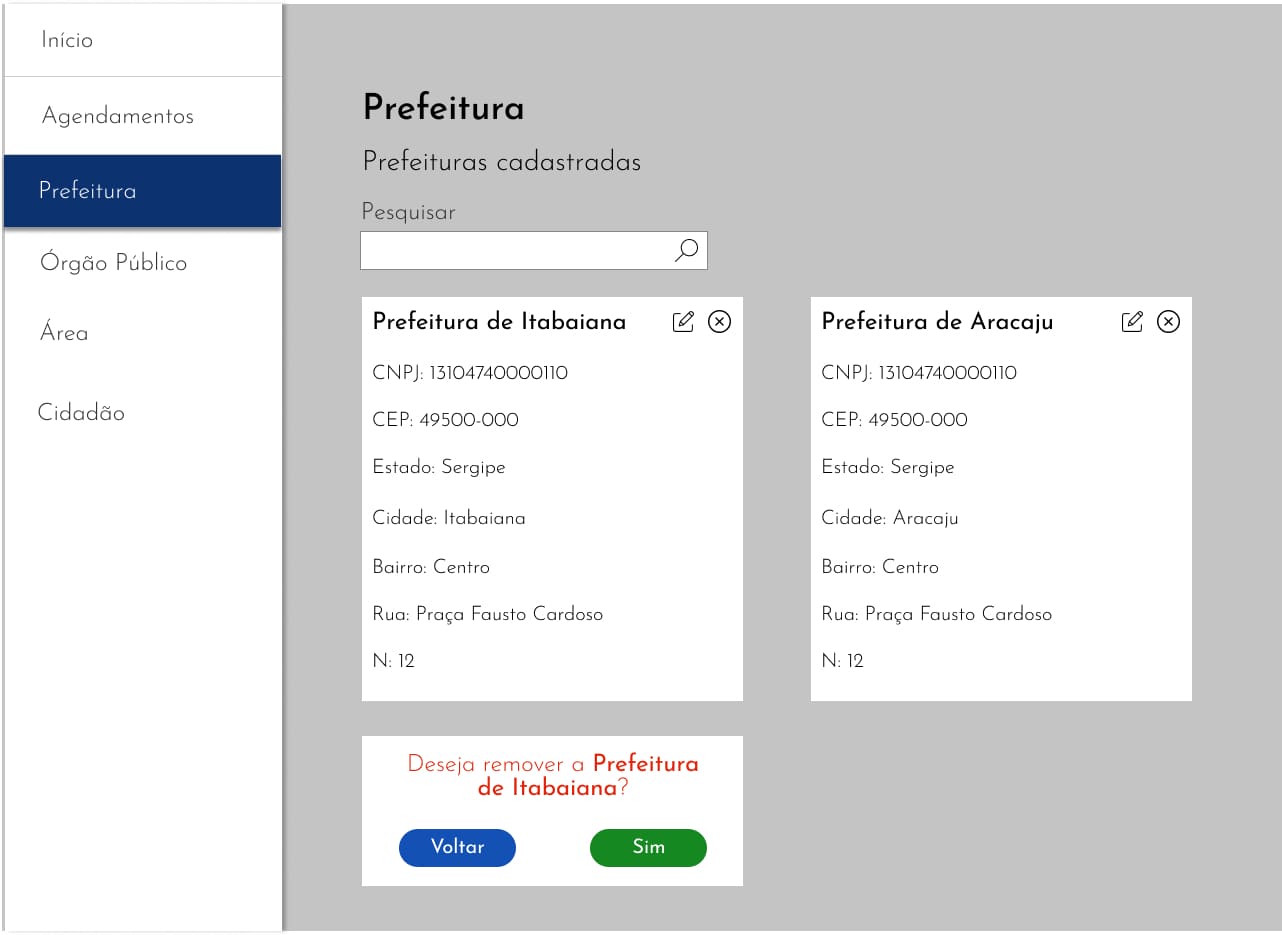 Início
Agendamentos
Prefeitura
Órgão Público
Área
Cidadão
Prefeitura
Prefeituras cadastradas
Pesquisar
Prefeitura de Itabaiana
CNPJ: 13104740000110
CEP: 49500-000
Estado: Sergipe
Cidade: Itabaiana
Bairro: Centro
Rua: Praça Fausto Cardoso
N: 12
Prefeitura de Aracaju
CNPJ: 13104740000110
CEP: 49500-000
Estado: Sergipe
Cidade: Aracaju
Bairro: Centro
Rua: Praça Fausto Cardoso
N: 12
Deseja remover a Prefeitura
de Itabaiana?
Voltar
Sim